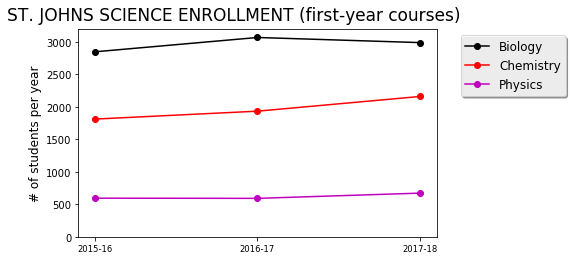 ST. JOHNS SCIENCE ENROLLMENT (first-year courses)
# of students per year
3000
2500
2000
1500
1000
500
0
2015-16
2016-17
2017-18
Biology
Chemistry
Physics